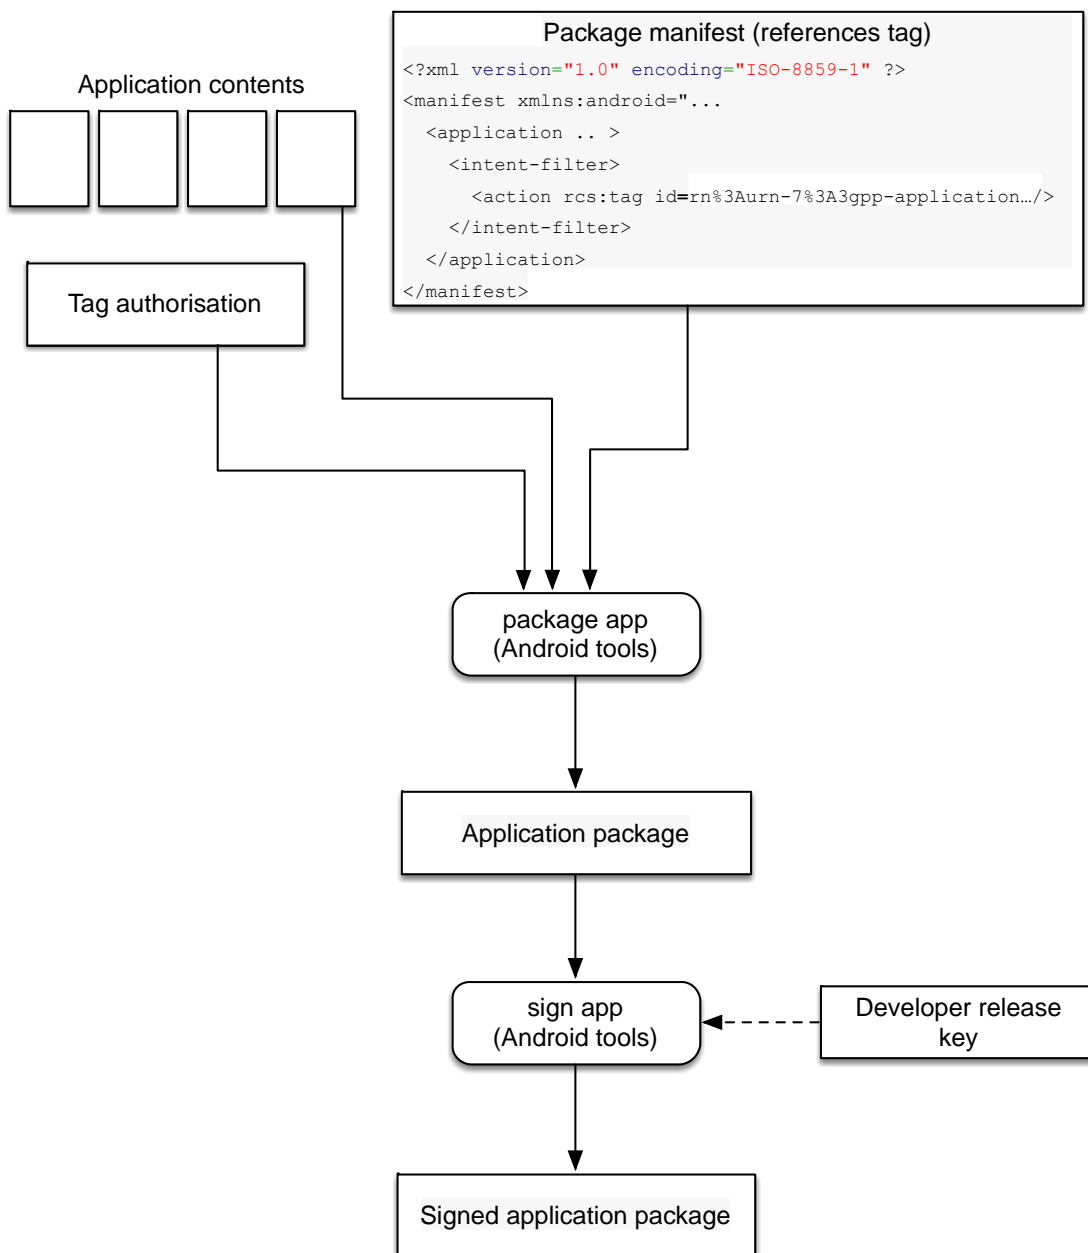 Application contents
Package manifest (references tag)
<?xml version="1.0" encoding="ISO-8859-1" ?>
<manifest xmlns:android="...
<application .. >
<intent-filter>
<action rcs:tag id=rn%3Aurn-7%3A3gpp-application…/>
</intent-filter>
</application>
</manifest>
Tag authorisation
package app
(Android tools)
Application package
sign app
(Android tools)
Developer release
key
Signed application package